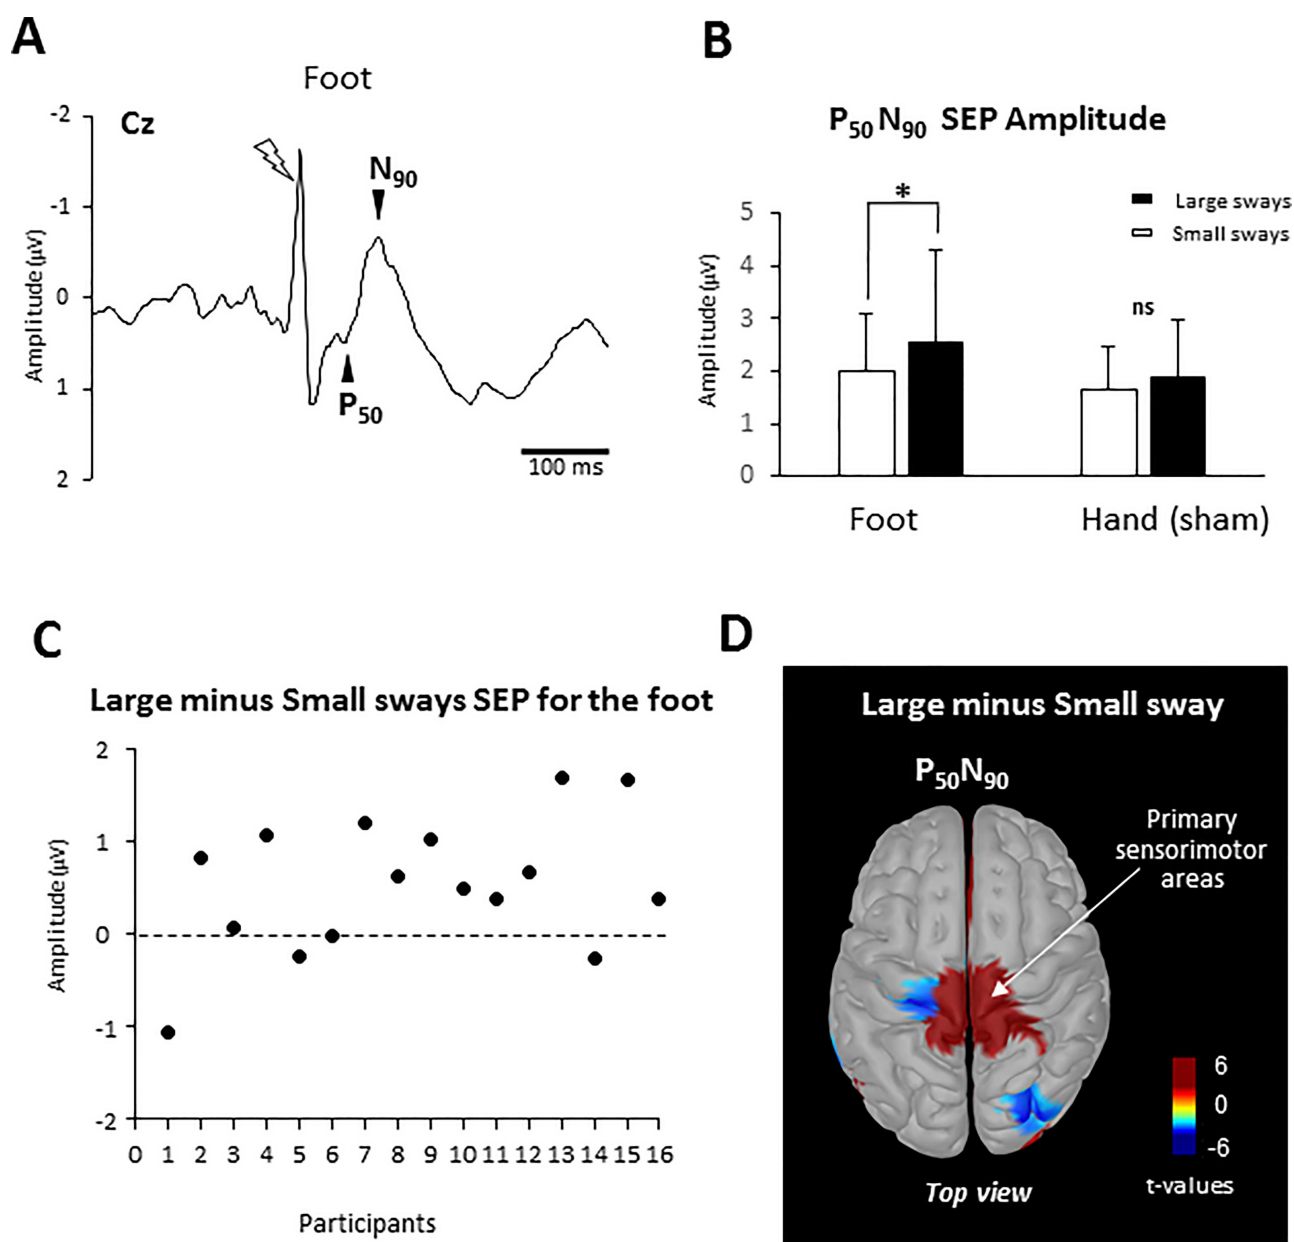 A
Foot
Cz
-2
-1
0
1
2
Amplitude (µV)
N90
P50
100 ms
B
P50 N90 SEP Amplitude
Large sways
Small sways
5
4
3
2
1
0
Amplitude (µV)
*
ns
Foot
Hand (sham)
C
Large minus Small sways SEP for the foot
2
1
0
-1
-2
Amplitude (µV)
0 1 2 3 4 5 6 7 8 9 10 11 12 13 14 15 16
Participants
D
Large minus Small sway
P50N90
Primary
sensorimotor
areas
6
0
-6
t-values
Top view